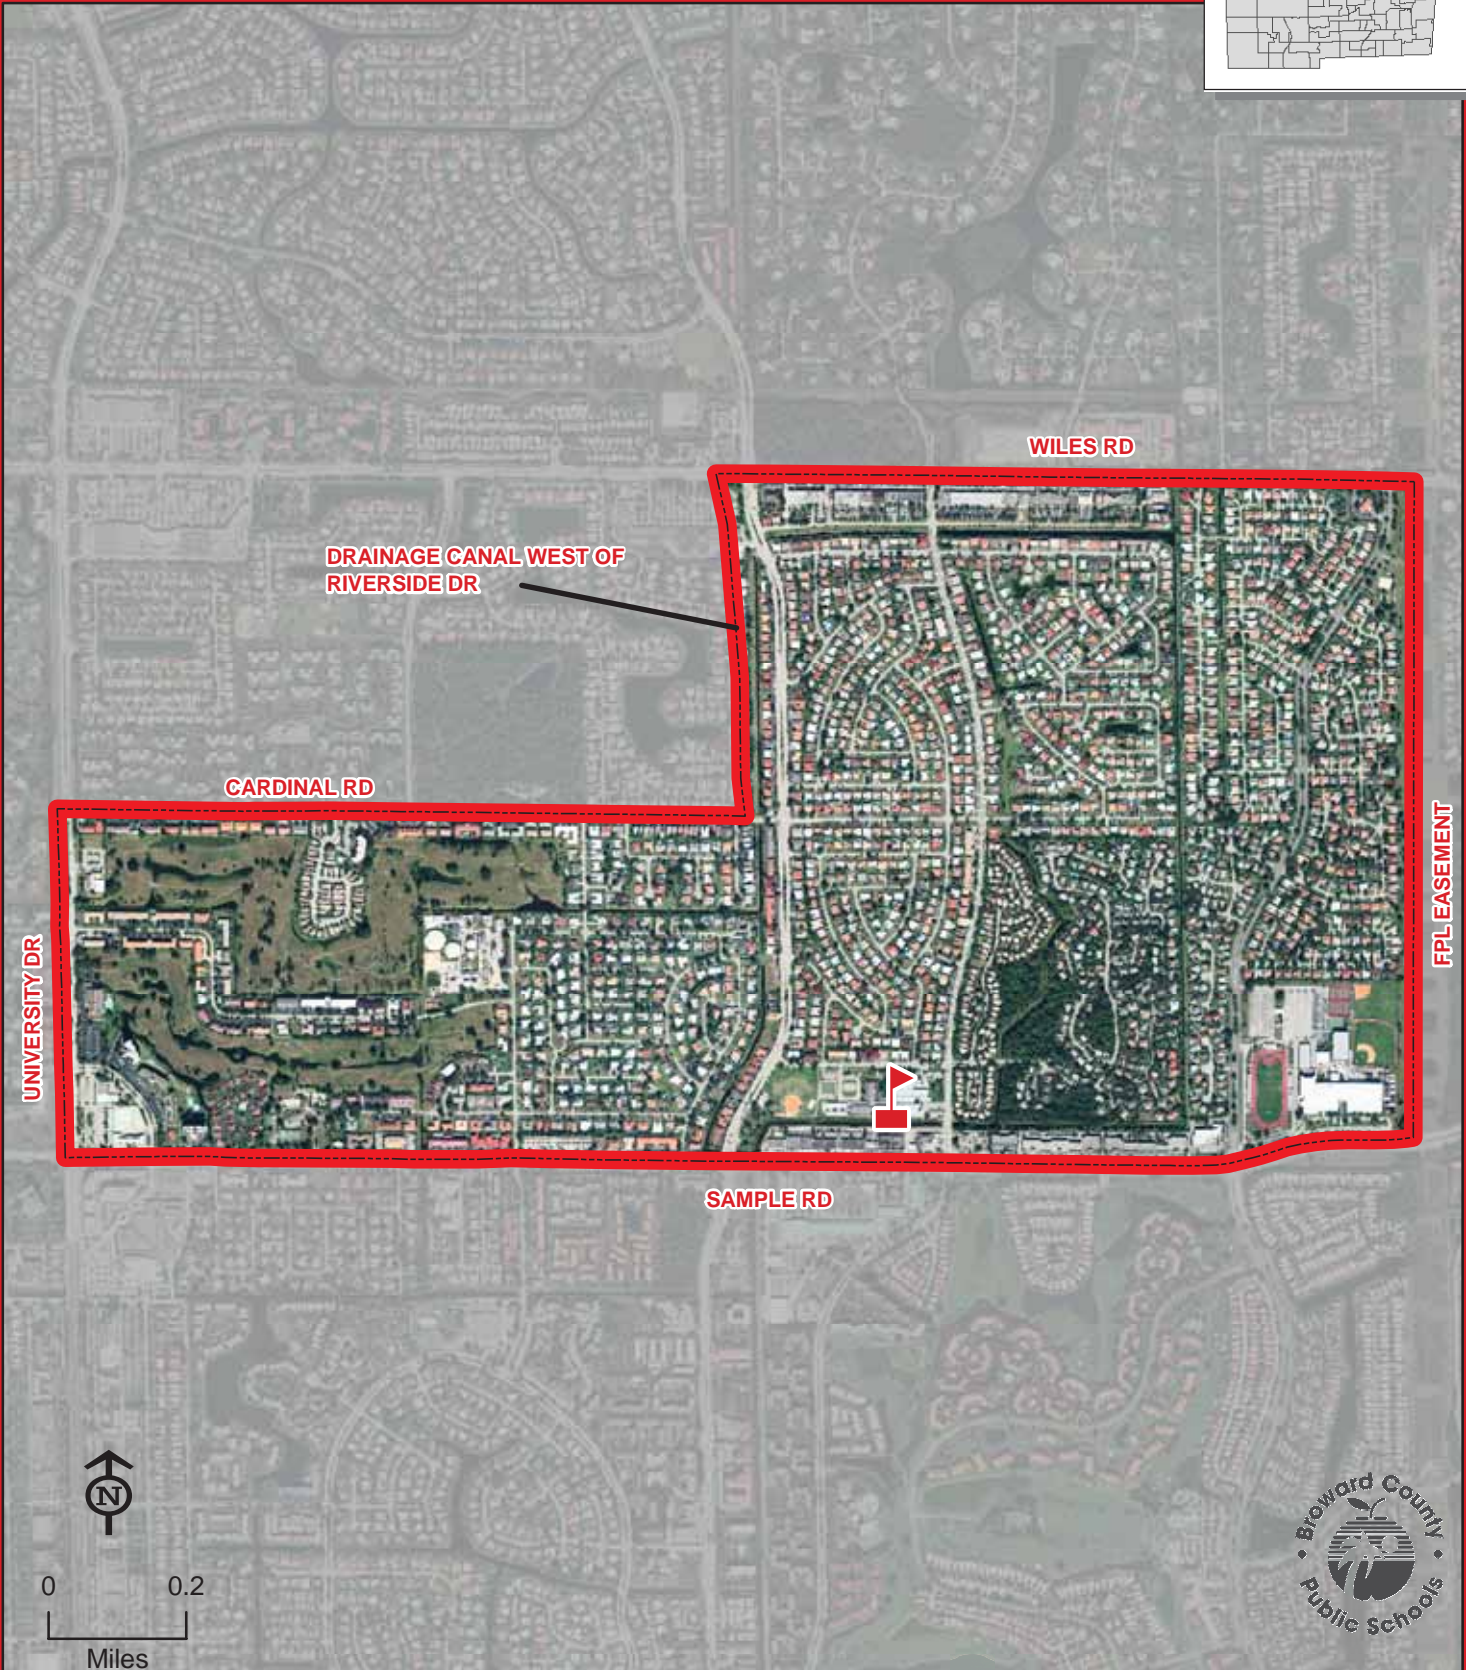 WILES RD
DRAINAGE CANAL WEST OF
RIVERSIDE DR
CARDINAL RD
FPL EASEMENT
UNIVERSITY DR
SAMPLE RD
N
0 0.2
Miles
Broward County
Public Schools